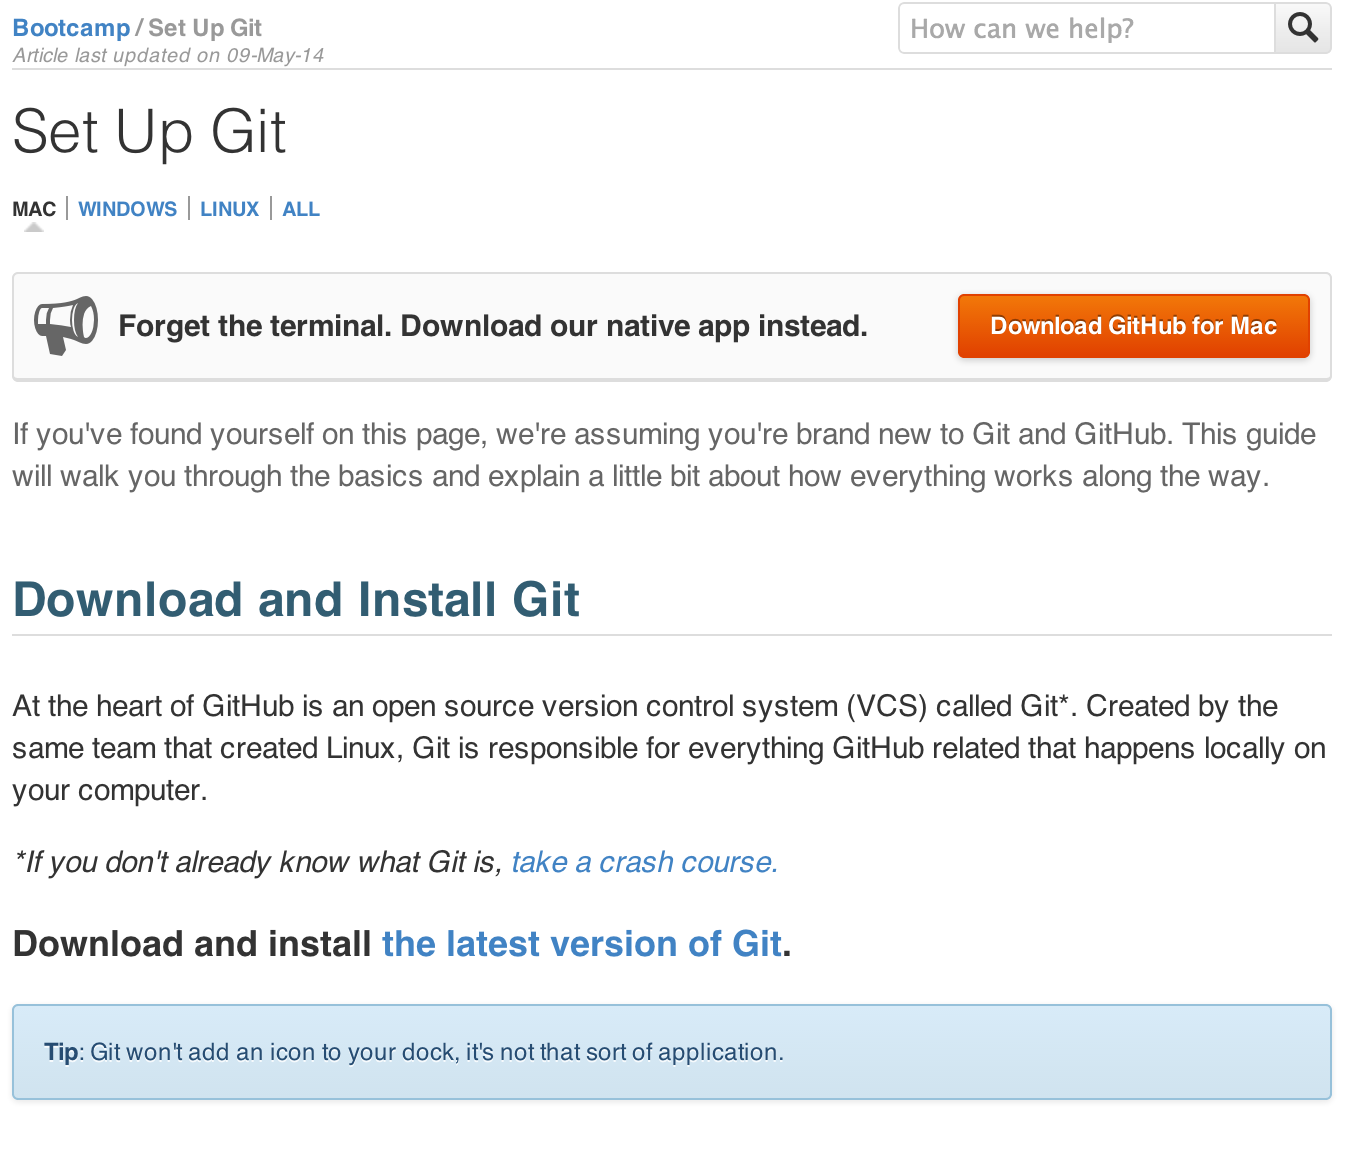 Bootcamp / Set Up Git
How can we help?
Article last updated on 09-May-14
Set Up Git
MAC | WINDOWS | LINUX | ALL
Forget the terminal. Download our native app instead.
Download GitHub for Mac
If you've found yourself on this page, we're assuming you're brand new to Git and GitHub. This guide
will walk you through the basics and explain a little bit about how everything works along the way.
Download and Install Git
At the heart of GitHub is an open source version control system (VCS) called Git*. Created by the
same team that created Linux, Git is responsible for everything GitHub related that happens locally on
your computer.
*If you don't already know what Git is, take a crash course.
Download and install the latest version of Git.
Tip: Git won't add an icon to your dock, it's not that sort of application.